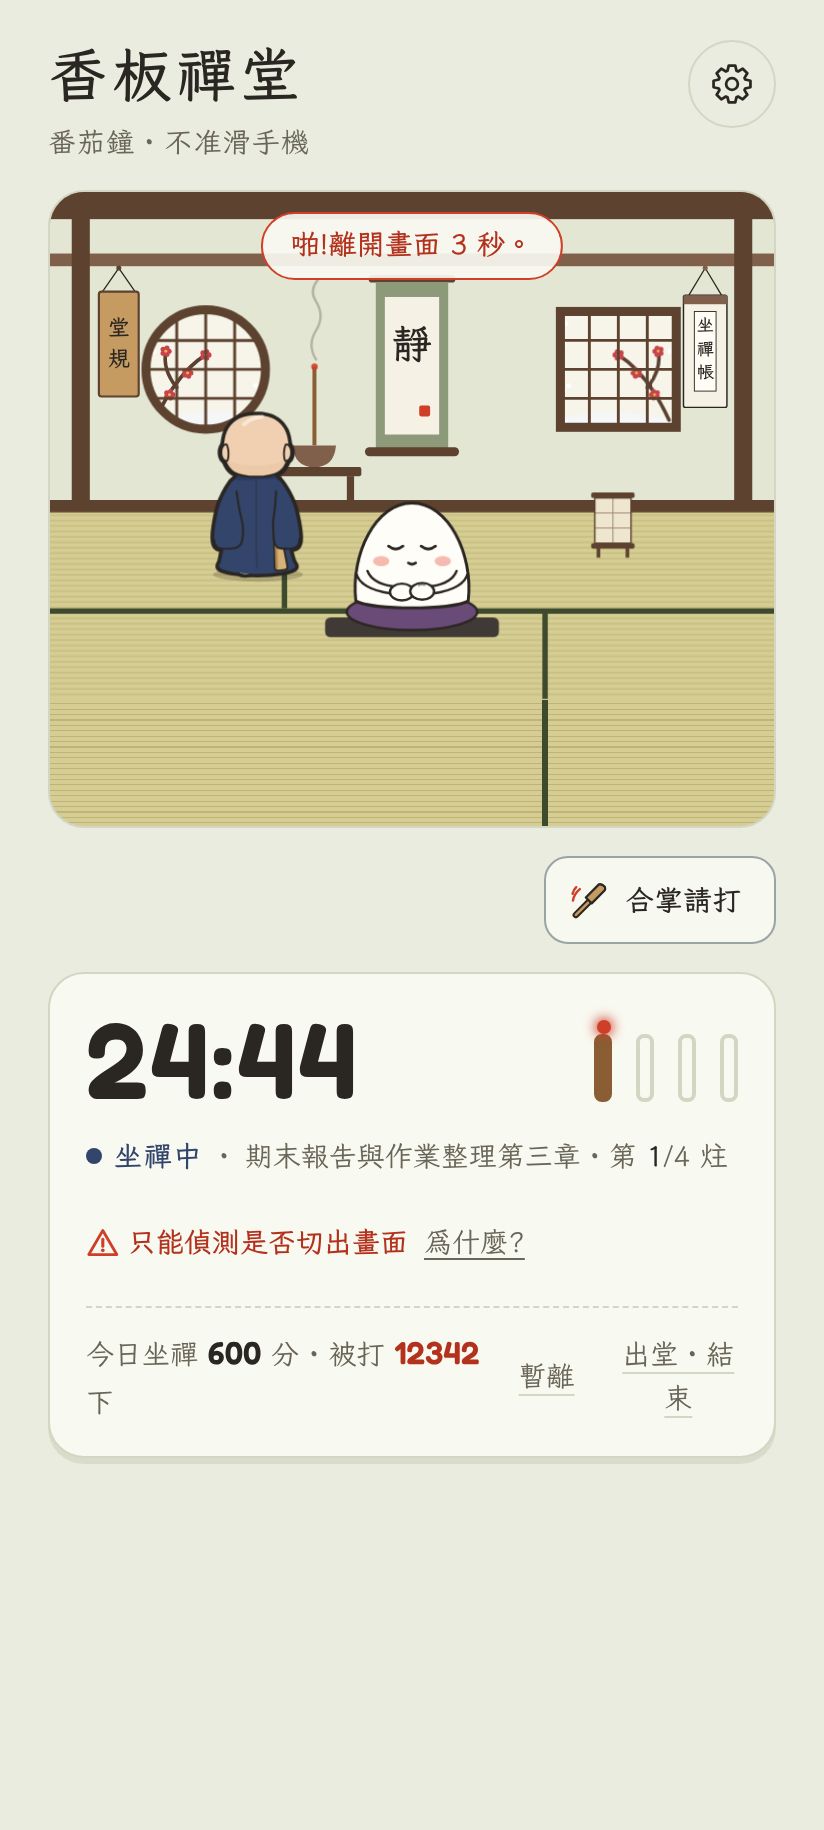 香板禪堂
番茄鐘・不准滑手機
啪!離開畫面 3 秒。
堂規
靜
坐禪帳
合掌請打
24:44
坐禪中・期末報告與作業整理第三章・第 1/4 炷
只能偵測是否切出畫面 為什麼?
今日坐禪 600 分・被打 12342
下
暫離
出堂・結
束